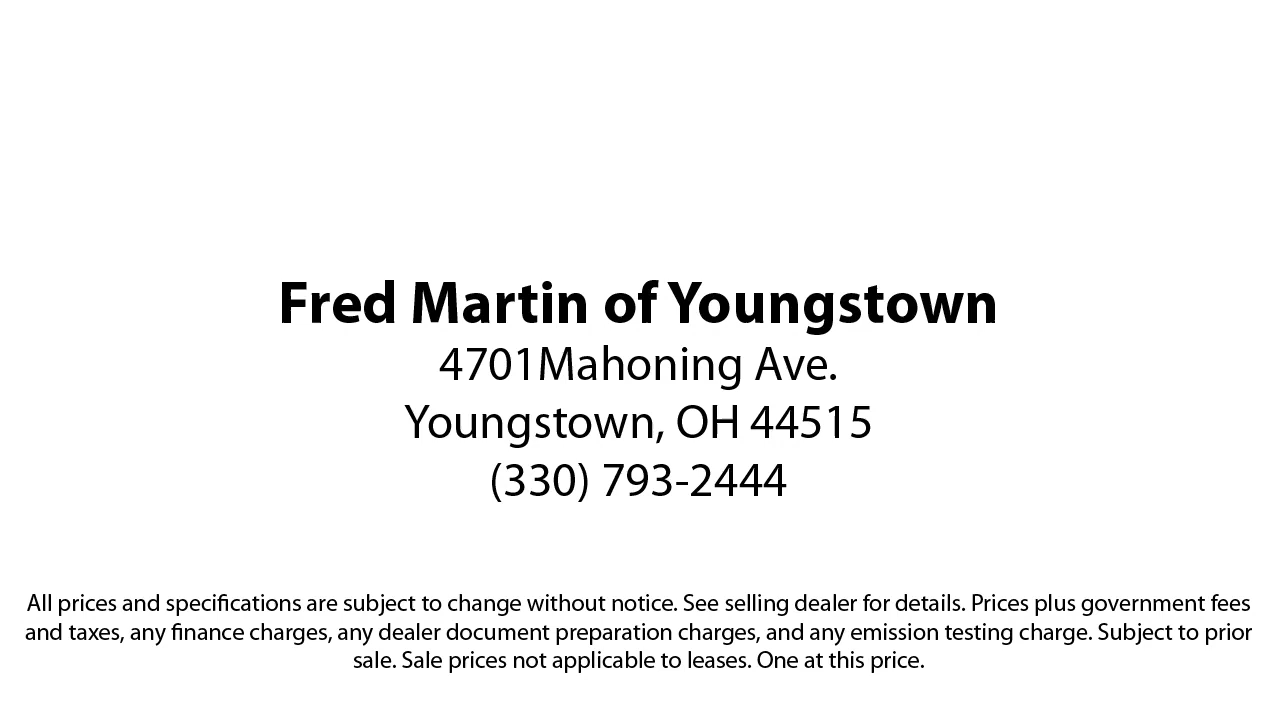 Fred Martin of Youngstown
4701Mahoning Ave.
Youngstown, OH 44515
(330) 793-2444
All prices and specifications are subject to change without notice. See selling dealer for details. Prices plus government fees
and taxes, any finance charges, any dealer document preparation charges, and any emission testing charge. Subject to prior
sale. Sale prices not applicable to leases. One at this price.